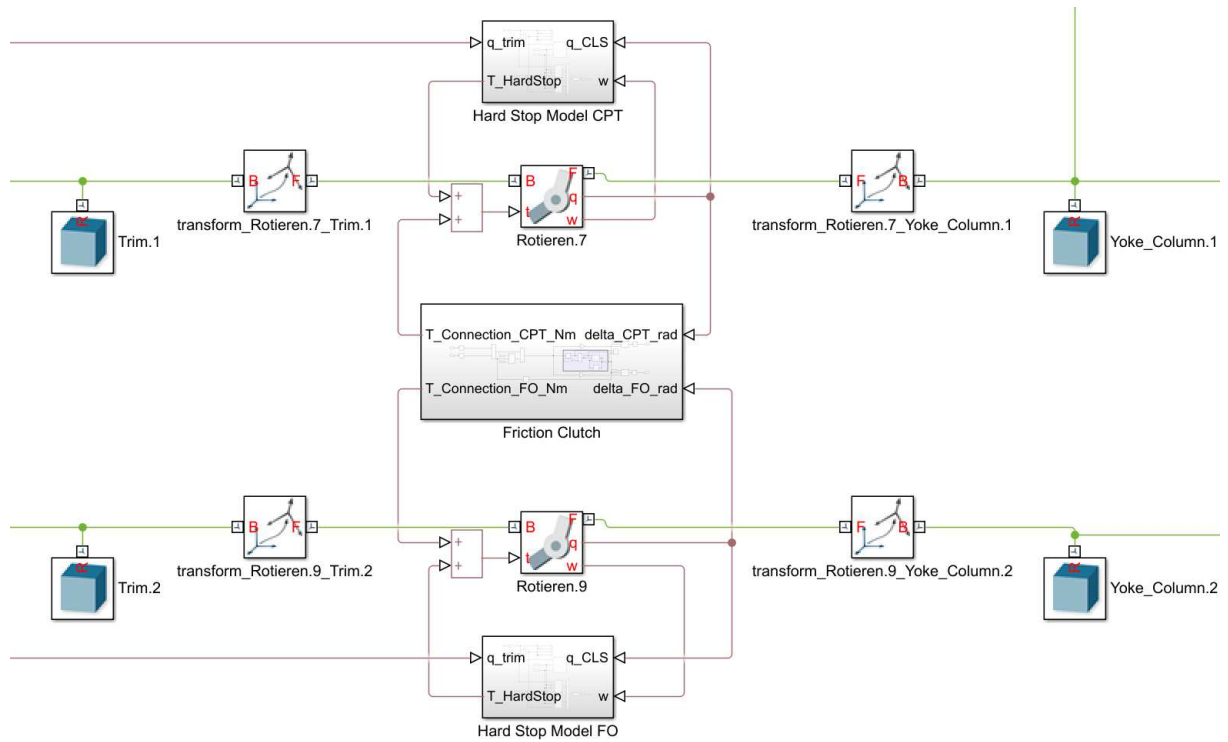 q_trim q_CLS
T_HardStop w
Hard Stop Model CPT
B F
transform_Rotieren.7_Trim.1
R
Trim.1
+
+
B F
q
t w
Rotieren.7
F B
transform_Rotieren.7_Yoke_Column.1
R
Yoke_Column.1
T_Connection_CPT_Nm delta_CPT_rad
T_Connection_FO_Nm delta_FO_rad
Friction Clutch
B F
transform_Rotieren.9_Trim.2
R
Trim.2
+
+
B F
q
t w
Rotieren.9
F B
transform_Rotieren.9_Yoke_Column.2
R
Yoke_Column.2
q_trim q_CLS
T_HardStop w
Hard Stop Model FO